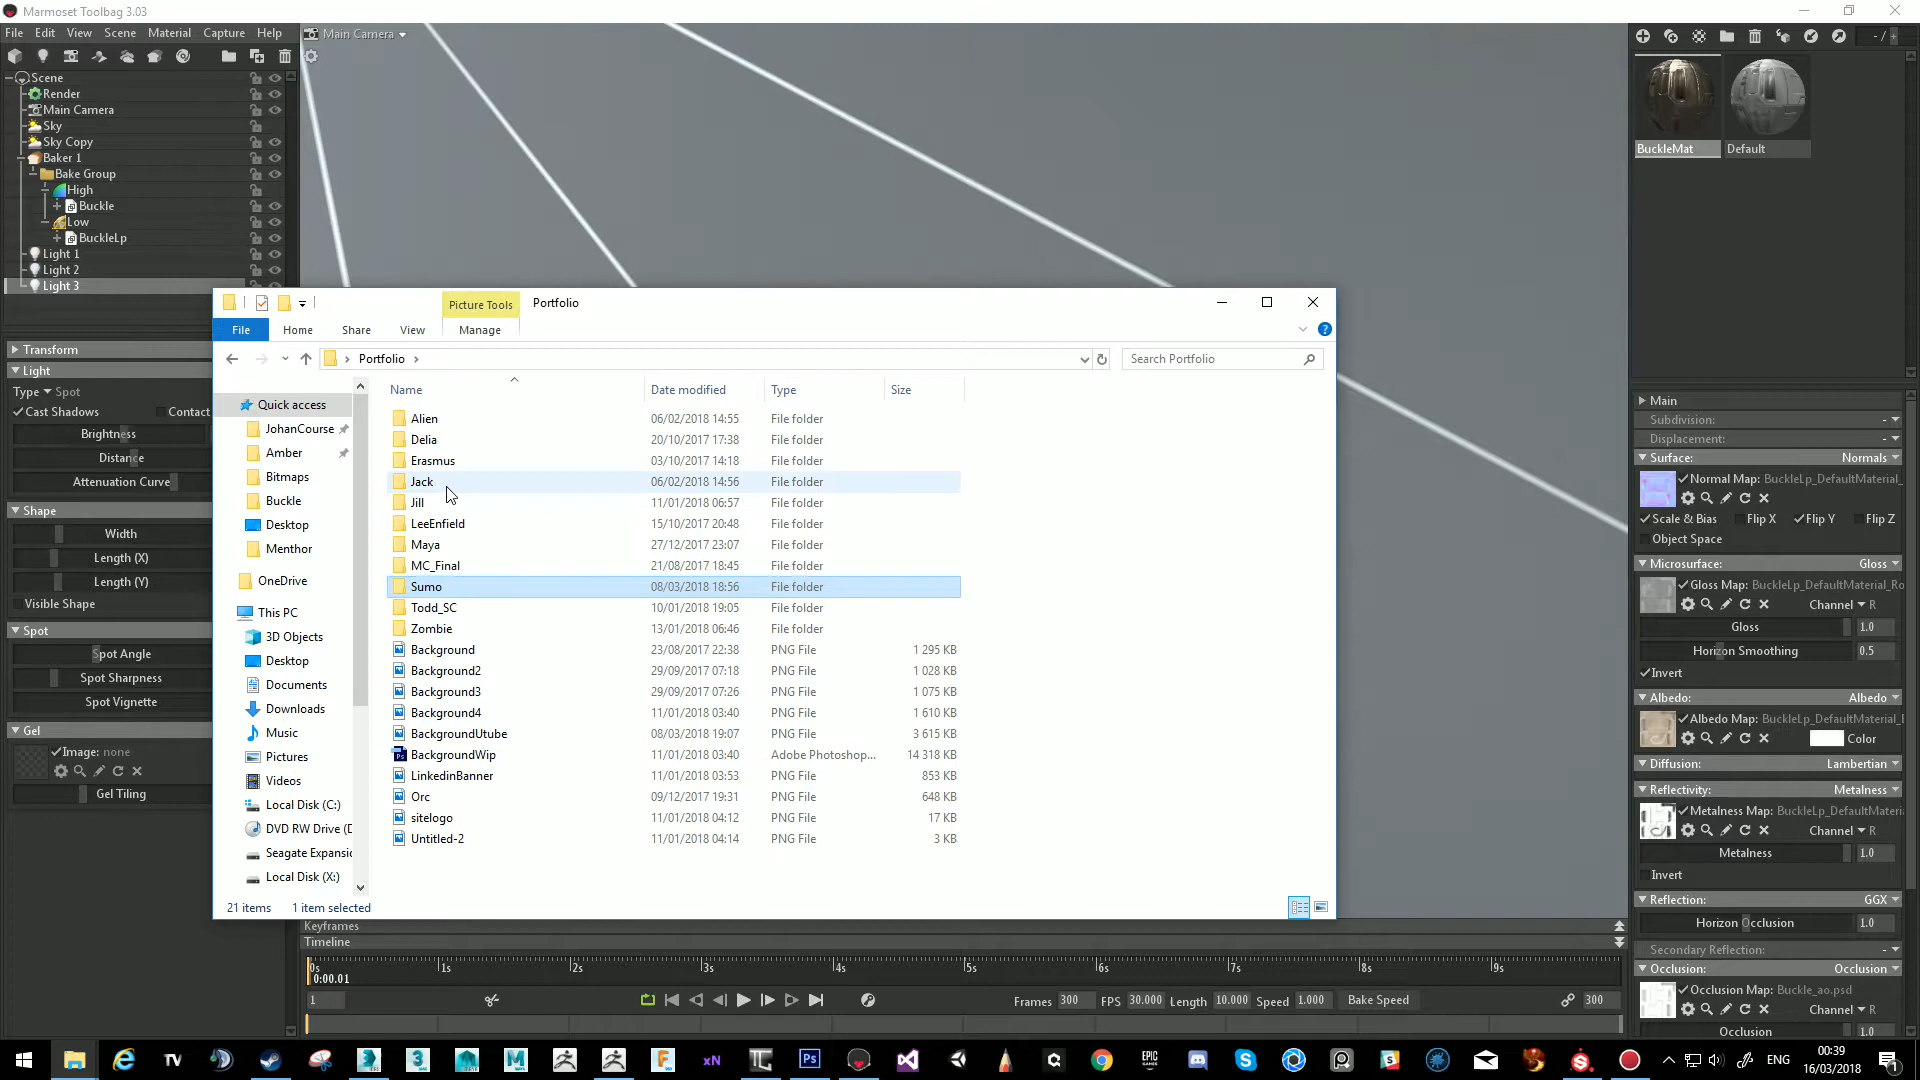 Marmoset Toolbag 3.03
File Edit View Scene Material Capture Help
Main Camera
Scene
Render
Main Camera
Sky
Sky Copy
Baker 1
Bake Group
High
Buckle
Low
BuckleLp
Light 1
Light 2
Light 3
Transform
Light
Type Spot
Cast Shadows Contact
Brightness
Distance
Attenuation Curve
Shape
Width
Length (X)
Length (Y)
Visible Shape
Spot
Spot Angle
Spot Sharpness
Spot Vignette
Gel
Image: none
Gel Tiling
Picture Tools Portfolio
File Home Share View Manage
Portfolio
Search Portfolio
Quick access
JohanCourse
Amber
Bitmaps
Buckle
Desktop
Menthor
OneDrive
This PC
3D Objects
Desktop
Documents
Downloads
Music
Pictures
Videos
Local Disk (C:)
DVD RW Drive (D
Seagate Expansio
Local Disk (X:)
Name Date modified Type Size
Alien 06/02/2018 14:55 File folder
Delia 20/10/2017 17:38 File folder
Erasmus 03/10/2017 14:18 File folder
Jack 06/02/2018 14:56 File folder
Jill 11/01/2018 06:57 File folder
LeeEnfield 15/10/2017 20:48 File folder
Maya 27/12/2017 23:07 File folder
MC_Final 21/08/2017 18:45 File folder
Sumo 08/03/2018 18:56 File folder
Todd_SC 10/01/2018 19:05 File folder
Zombie 13/01/2018 06:46 File folder
Background 23/08/2017 22:38 PNG File 1 295 KB
Background2 29/09/2017 07:18 PNG File 1 028 KB
Background3 29/09/2017 07:26 PNG File 1 075 KB
Background4 11/01/2018 03:40 PNG File 1 610 KB
BackgroundUtube 08/03/2018 19:07 PNG File 3 615 KB
BackgroundWip 11/01/2018 03:40 Adobe Photoshop... 14 318 KB
LinkedinBanner 11/01/2018 03:53 PNG File 853 KB
Orc 09/12/2017 19:31 PNG File 648 KB
sitelogo 11/01/2018 04:12 PNG File 17 KB
Untitled-2 11/01/2018 04:14 PNG File 3 KB
21 items 1 item selected
Keyframes
Timeline
0s 1s 2s 3s 4s 5s 6s 7s 8s 9s
0:00.01
1
Frames 300 FPS 30.000 Length 10.000 Speed 1.000 Bake Speed 300
- / +
BuckleMat Default
Main
Subdivision: -
Displacement: -
Surface: Normals
Normal Map: BuckleLp_DefaultMaterial_
Scale & Bias Flip X Flip Y Flip Z
Object Space
Microsurface: Gloss
Gloss Map: BuckleLp_DefaultMaterial_Ro
Channel R
Gloss 1.0
Horizon Smoothing 0.5
Invert
Albedo: Albedo
Albedo Map: BuckleLp_DefaultMaterial_
Color
Diffusion: Lambertian
Reflectivity: Metalness
Metalness Map: BuckleLp_DefaultMateri
Channel R
Metalness 1.0
Invert
Reflection: GGX
Horizon Occlusion 1.0
Secondary Reflection: -
Occlusion: Occlusion
Occlusion Map: Buckle_ao.psd
Channel R
Occlusion 1.0
TV
3
M
F
xN
Ps
EPIC GAMES
ENG
00:39
16/03/2018
1